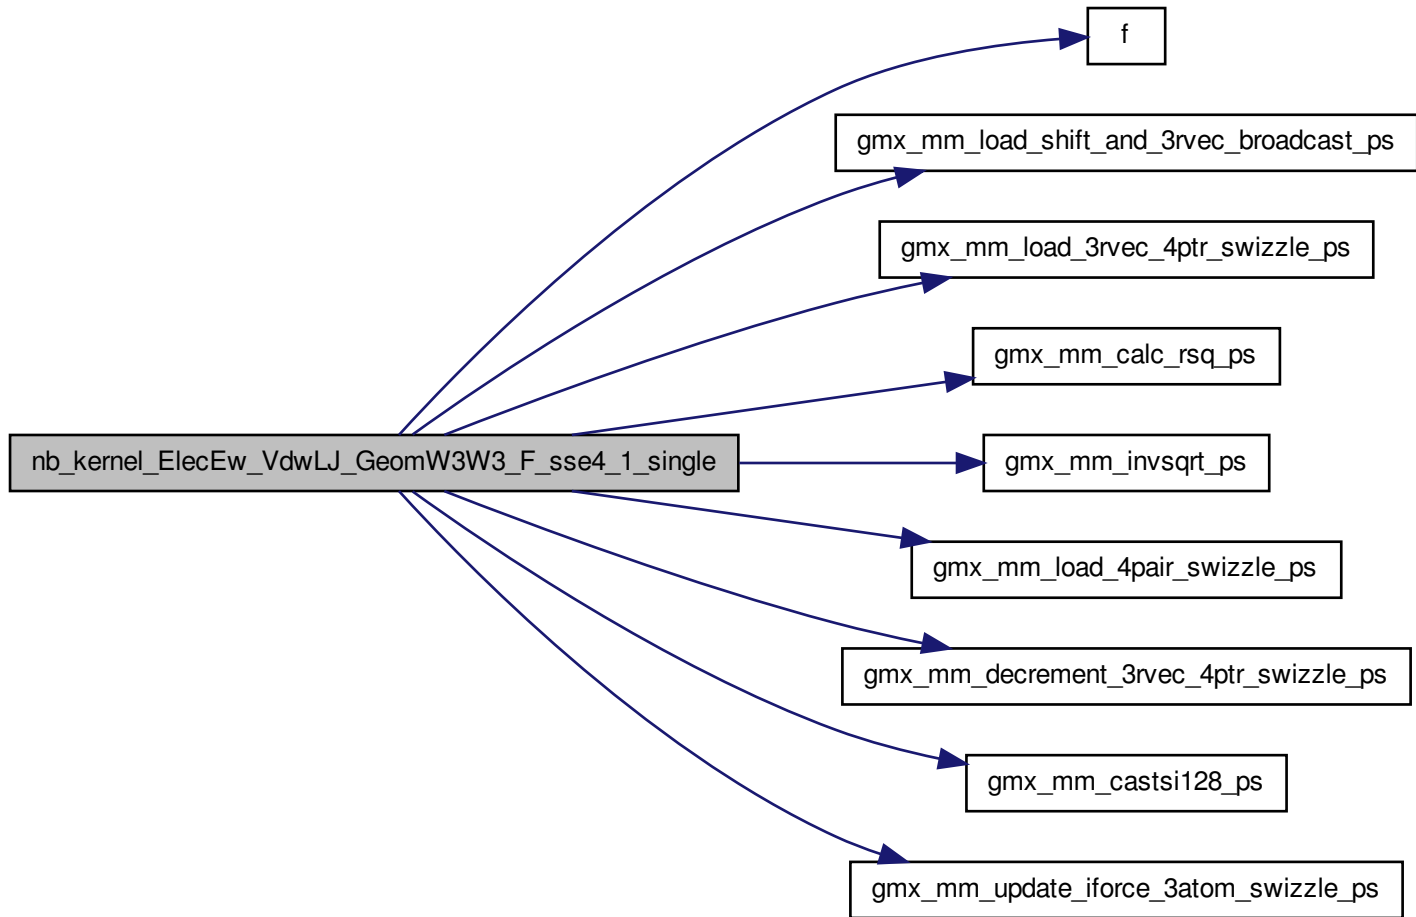 f
gmx_mm_load_shift_and_3rvec_broadcast_ps
gmx_mm_load_3rvec_4ptr_swizzle_ps
gmx_mm_calc_rsq_ps
nb_kernel_ElecEw_VdwLJ_GeomW3W3_F_sse4_1_single
gmx_mm_invsqrt_ps
gmx_mm_load_4pair_swizzle_ps
gmx_mm_decrement_3rvec_4ptr_swizzle_ps
gmx_mm_castsi128_ps
gmx_mm_update_iforce_3atom_swizzle_ps